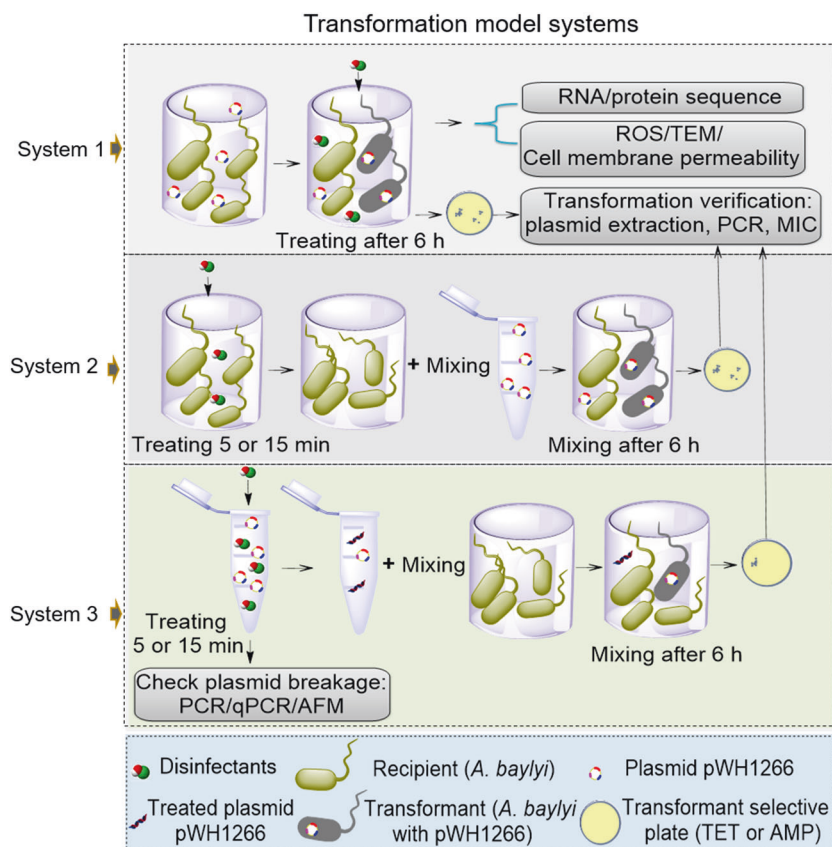 Transformation model systems
System 1
RNA/protein sequence
ROS/TEM/
Cell membrane permeability
Transformation verification:
plasmid extraction, PCR, MIC
Treating after 6 h
System 2
+ Mixing
Treating 5 or 15 min
Mixing after 6 h
System 3
+ Mixing
Treating
5 or 15 min
Mixing after 6 h
Check plasmid breakage:
PCR/qPCR/AFM
Disinfectants
Recipient (A. baylyi)
Plasmid pWH1266
Treated plasmid
pWH1266
Transformant (A. baylyi
with pWH1266)
Transformant selective
plate (TET or AMP)